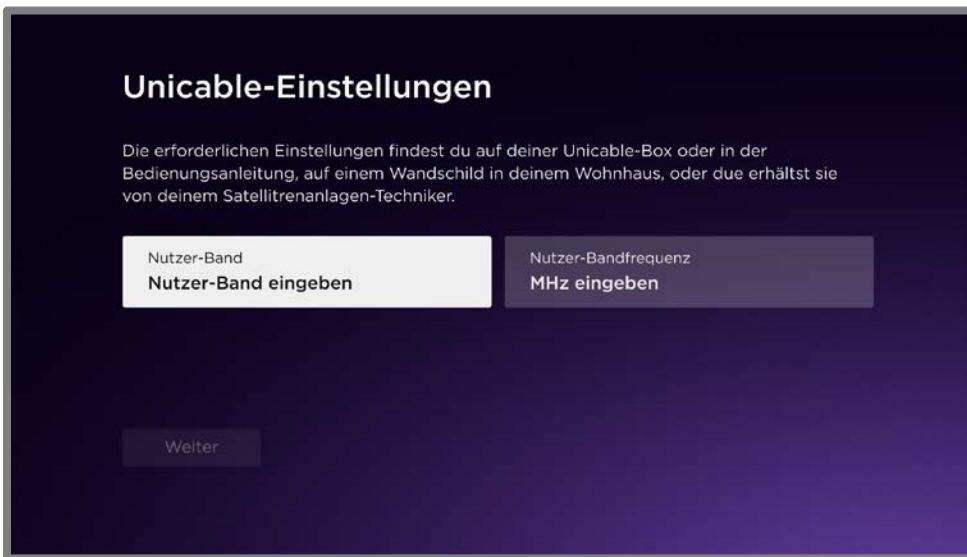 Unicable-Einstellungen
Die erforderlichen Einstellungen findest du auf deiner Unicable-Box oder in der
Bedienungsanleitung, auf einem Wandschild in deinem Wohnhaus, oder due erhältst sie
von deinem Satellitrenanlagen-Techniker.
Nutzer-Band
Nutzer-Band eingeben
Nutzer-Bandfrequenz
MHz eingeben
Weiter